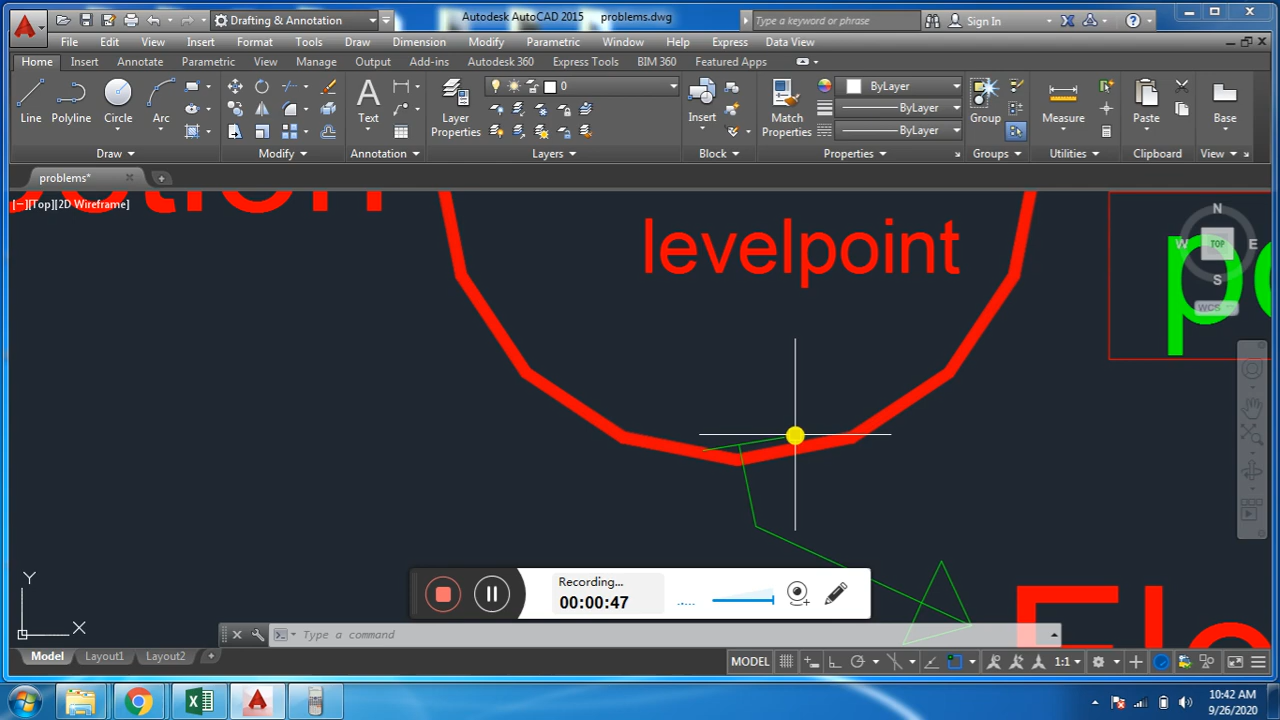 Drafting & Annotation
Autodesk AutoCAD 2015 problems.dwg
Type a keyword or phrase
Sign In
File Edit View Insert Format Tools Draw Dimension Modify Parametric Window Help Express Data View
Home Insert Annotate Parametric View Manage Output Add-ins Autodesk 360 Express Tools BIM 360 Featured Apps
Line Polyline Circle Arc Text Layer Properties 0 Insert Match Properties ByLayer ByLayer ByLayer Group Measure Paste Base
Draw Modify Annotation Layers Block Properties Groups Utilities Clipboard View
problems*
[−][Top][2D Wireframe]
levelpoint
N
W TOP E
S
WCS
Recording...
00:00:47
Y
X
Type a command
Model Layout1 Layout2
MODEL 1:1
10:42 AM
9/26/2020